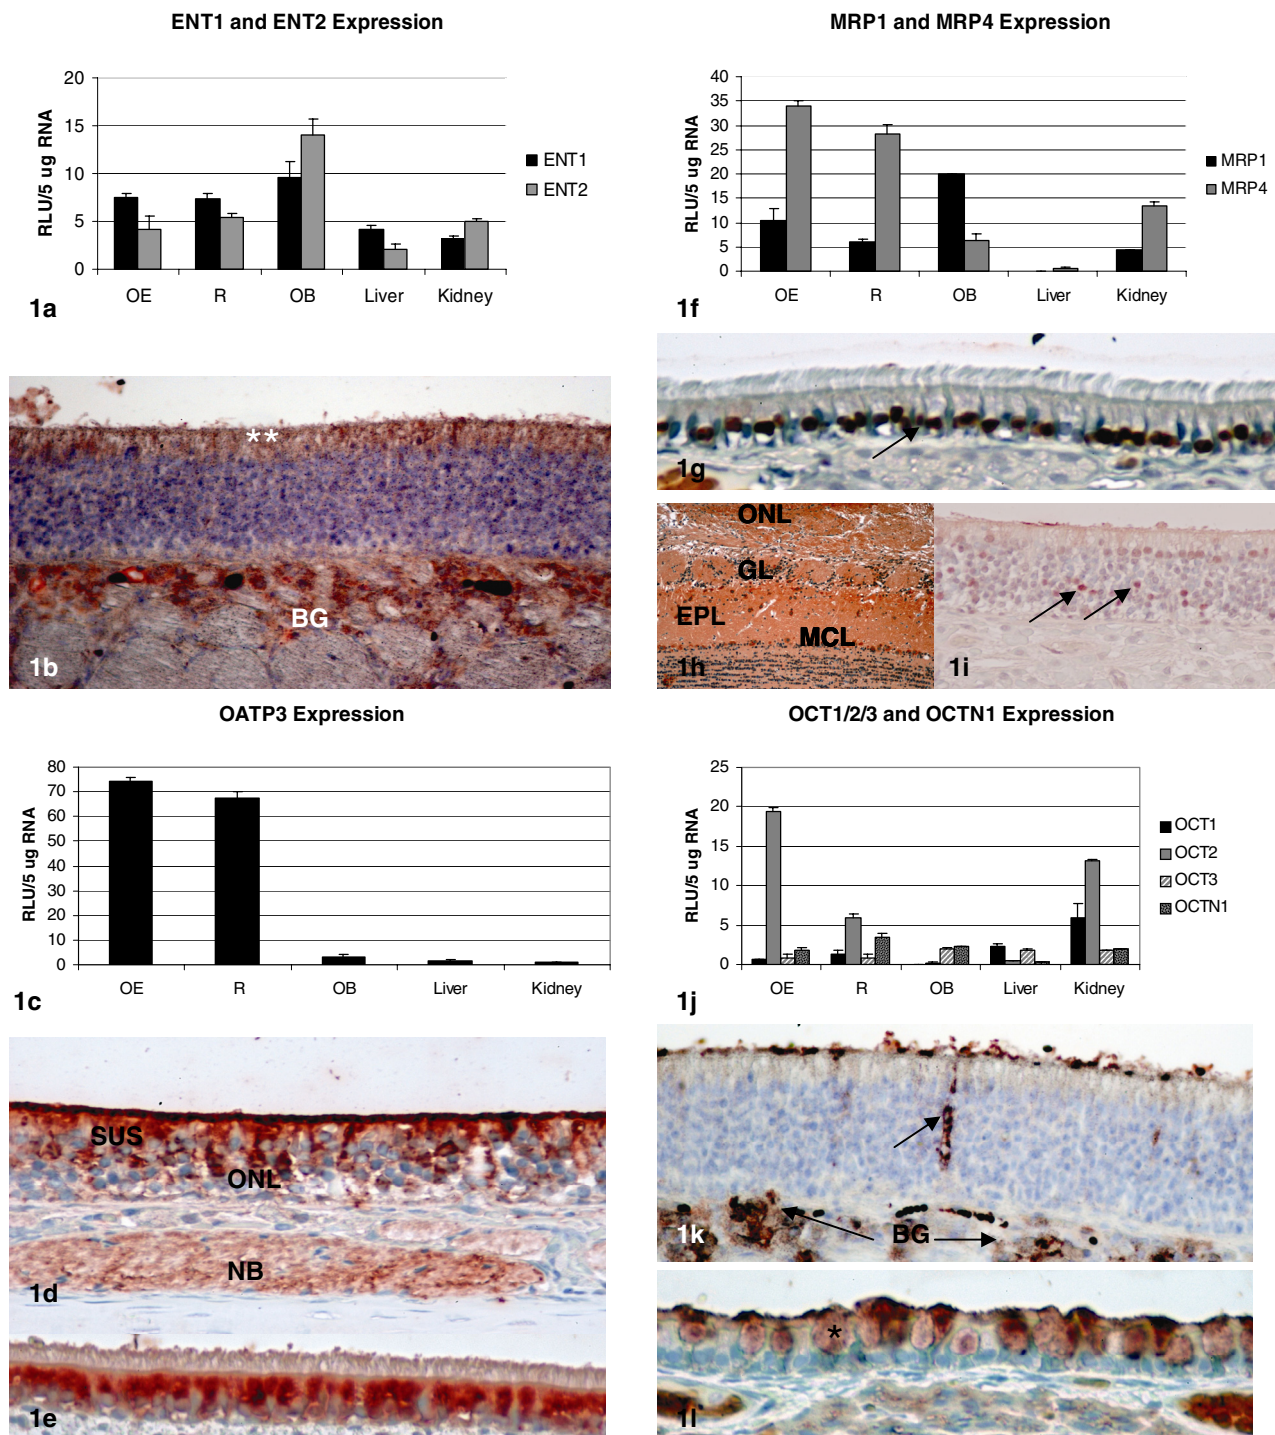 ENT1 and ENT2 Expression
RLU/5 ug RNA
20
15
10
5
0
OE R OB Liver Kidney
ENT1
ENT2
1a
**
BG
1b
OATP3 Expression
RLU/5 ug RNA
80
70
60
50
40
30
20
10
0
OE R OB Liver Kidney
1c
SUS
ONL
NB
1d
1e
MRP1 and MRP4 Expression
RLU/5 ug RNA
40
35
30
25
20
15
10
5
0
OE R OB Liver Kidney
MRP1
MRP4
1f
1g
ONL
GL
EPL
MCL
1h
1i
OCT1/2/3 and OCTN1 Expression
RLU/5 ug RNA
25
20
15
10
5
0
OE R OB Liver Kidney
OCT1
OCT2
OCT3
OCTN1
1j
BG
1k
*
1l